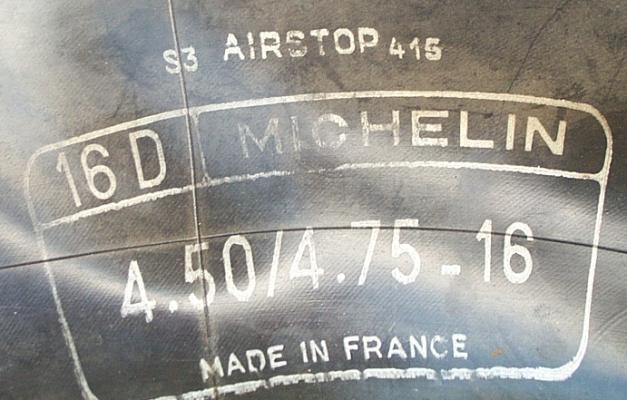 S3 AIRSTOP 415
16 D MICHELIN
4.50/4.75-16
MADE IN FRANCE